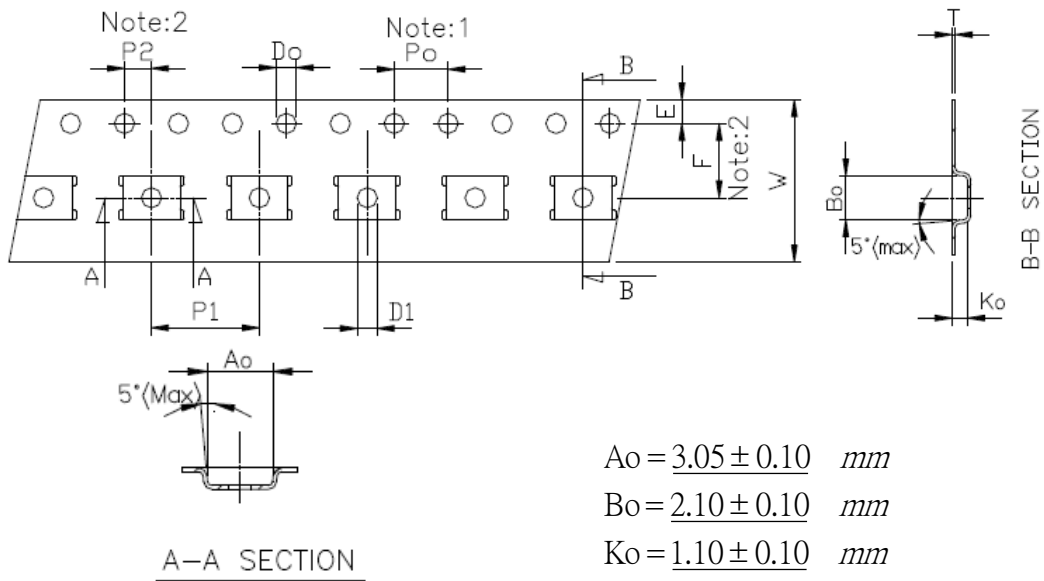 Note:2
P2
Do
Note:1
Po
B
E
F
Note:2
W
T
Bo
5°(max)
Ko
B-B SECTION
A
A
P1
D1
B
Ao
5°(Max)
A-A SECTION
Ao = 3.05 ± 0.10 mm
Bo = 2.10 ± 0.10 mm
Ko = 1.10 ± 0.10 mm